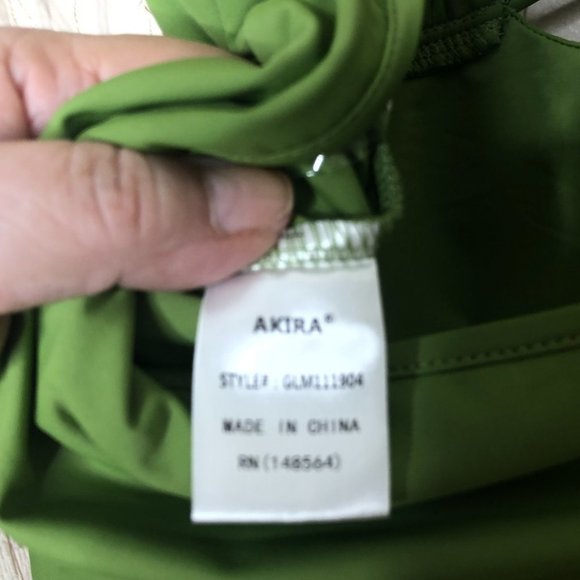 AKIRA®
STYLE# : GLM111904
MADE IN CHINA
RN(148564)